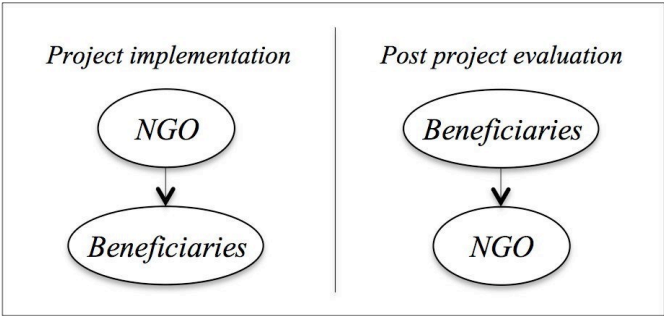 Project implementation
NGO
Beneficiaries
Post project evaluation
Beneficiaries
NGO